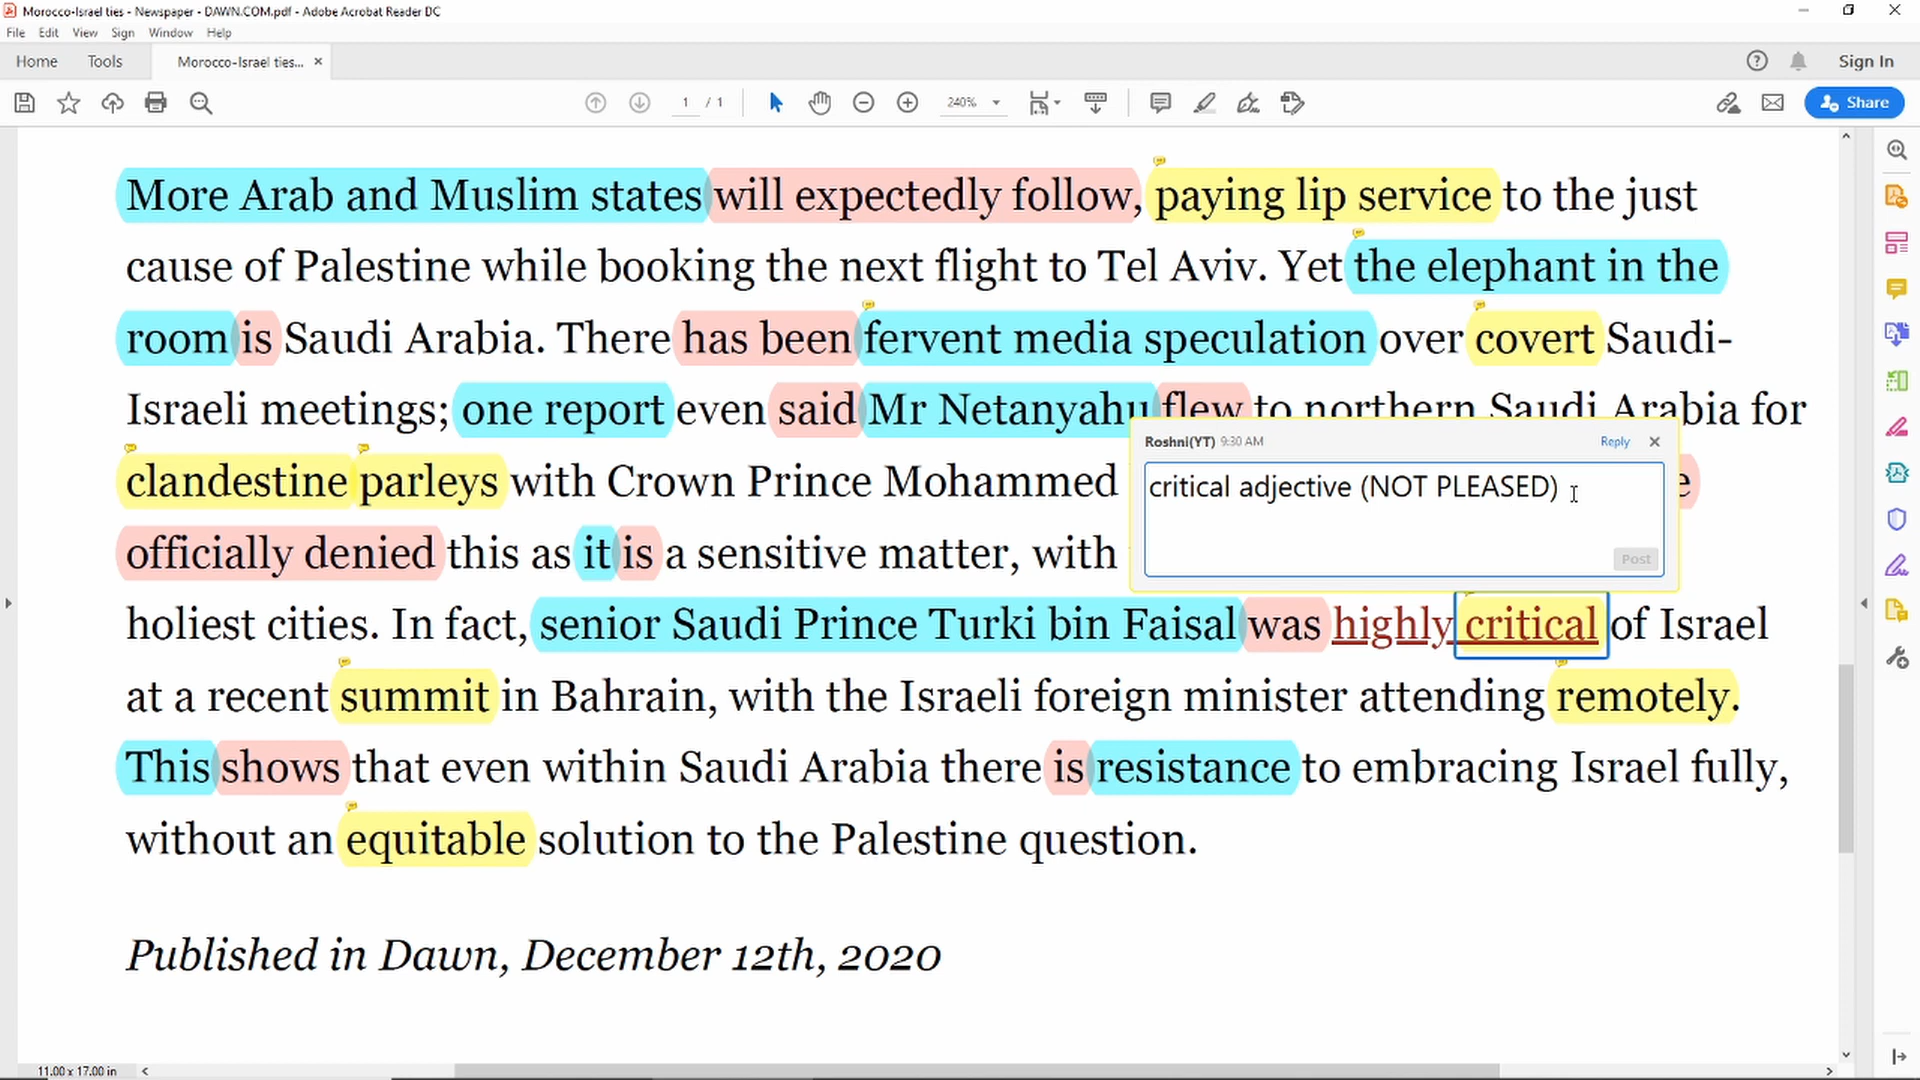 Morocco-Israel ties - Newspaper - DAWN.COM.pdf - Adobe Acrobat Reader DC
File Edit View Sign Window Help
Home Tools Morocco-Israel ties... Sign In
1 / 1 240% Share
More Arab and Muslim states will expectedly follow, paying lip service to the just
cause of Palestine while booking the next flight to Tel Aviv. Yet the elephant in the
room is Saudi Arabia. There has been fervent media speculation over covert Saudi-
Israeli meetings; one report even said Mr Netanyahu flew to northern Saudi Arabia for
Roshni(YT) 9:30 AM Reply
clandestine parleys with Crown Prince Mohammed
critical adjective (NOT PLEASED)
officially denied this as it is a sensitive matter, with
Post
holiest cities. In fact, senior Saudi Prince Turki bin Faisal was highly critical of Israel
at a recent summit in Bahrain, with the Israeli foreign minister attending remotely.
This shows that even within Saudi Arabia there is resistance to embracing Israel fully,
without an equitable solution to the Palestine question.
Published in Dawn, December 12th, 2020
11.00 x 17.00 in